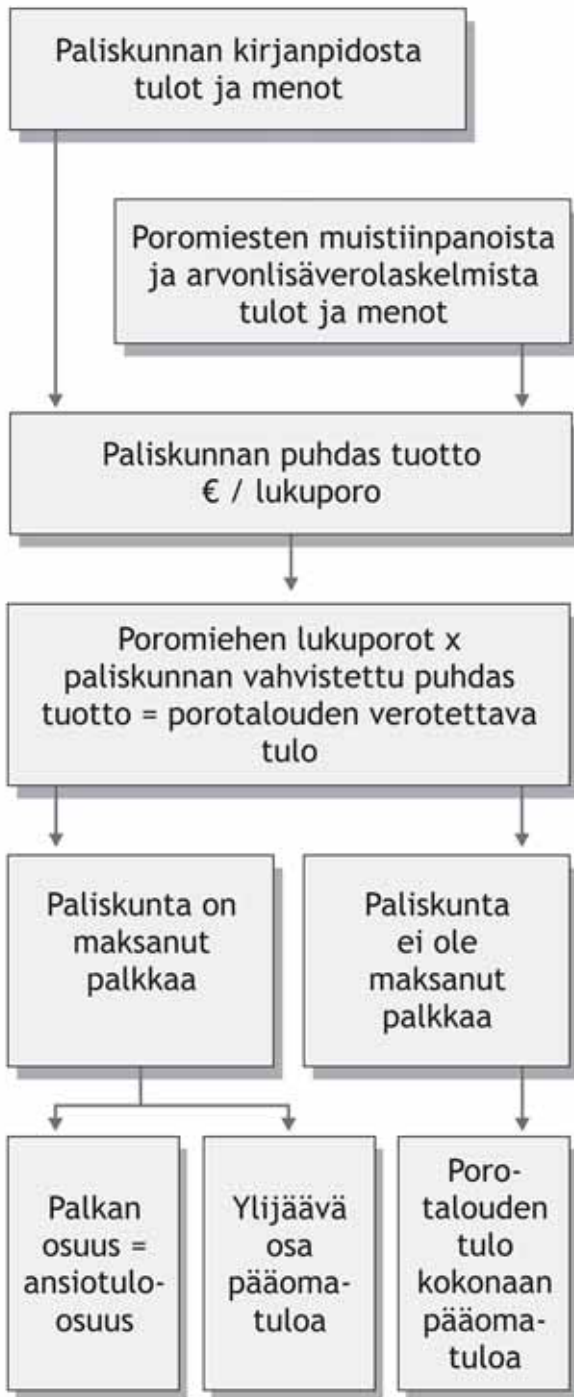 Paliskunnan kirjanpidosta
tulot ja menot
Poromiesten muistiinpanoista
ja arvonlisäverolaskelmista
tulot ja menot
Paliskunnan puhdas tuotto
€ / lukuporo
Poromiehen lukuporot x
paliskunnan vahvistettu puhdas
tuotto = porotalouden verotettava
tulo
Paliskunta on
maksanut
palkkaa
Paliskunta
ei ole
maksanut
palkkaa
Palkan
osuus =
ansiotulo-
osuus
Ylijäävä
osa
pääoma-
tuloa
Poro-
talouden
tulo
kokonaan
pääoma-
tuloa